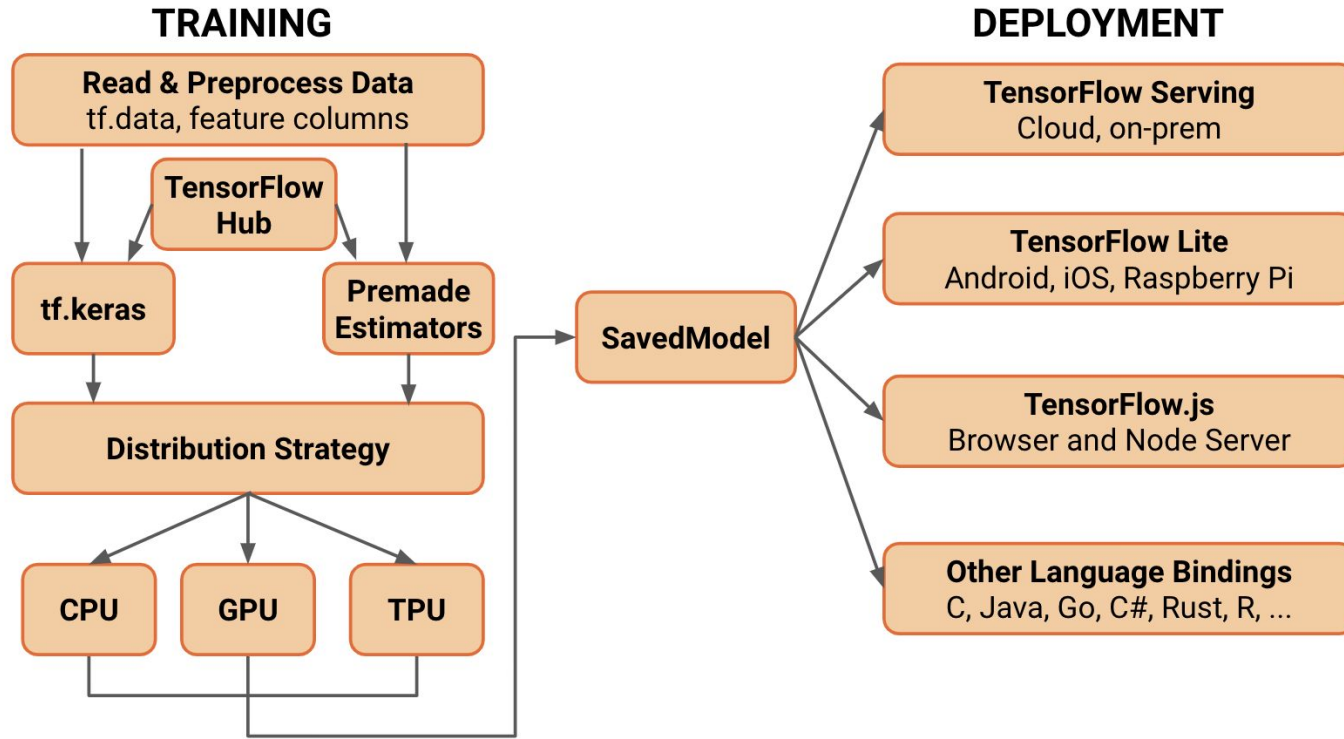 TRAINING
Read & Preprocess Data
tf.data, feature columns
TensorFlow
Hub
tf.keras
Premade
Estimators
Distribution Strategy
CPU
GPU
TPU
SavedModel
DEPLOYMENT
TensorFlow Serving
Cloud, on-prem
TensorFlow Lite
Android, iOS, Raspberry Pi
TensorFlow.js
Browser and Node Server
Other Language Bindings
C, Java, Go, C#, Rust, R, ...